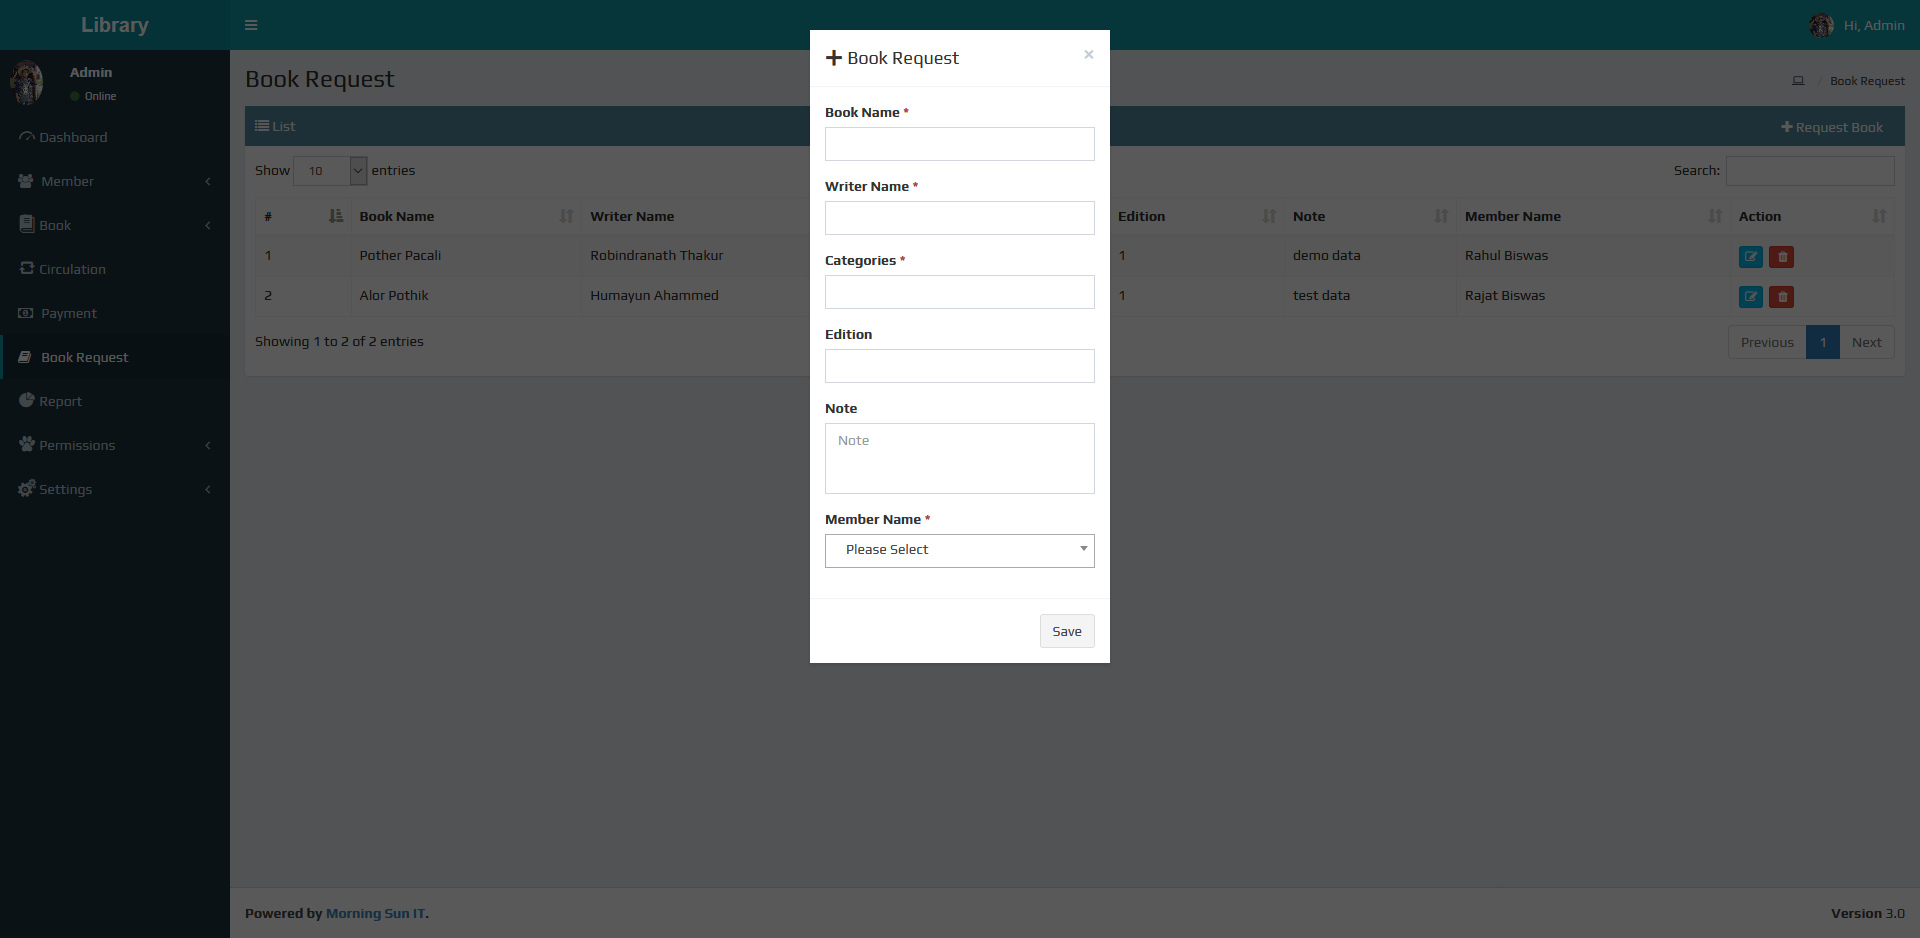 Library
Hi, Admin
Admin
Online
Dashboard
Member
Book
Circulation
Payment
Book Request
Report
Permissions
Settings
Book Request
Book Request
List
Request Book
Show 10 entries
Search:
# Book Name Writer Name Edition Note Member Name Action
1 Pother Pacali Robindranath Thakur 1 demo data Rahul Biswas
2 Alor Pothik Humayun Ahammed 1 test data Rajat Biswas
Showing 1 to 2 of 2 entries
Previous 1 Next
Book Request ×
Book Name *
Writer Name *
Categories *
Edition
Note
Note
Member Name *
Please Select
Save
Powered by Morning Sun IT.
Version 3.0